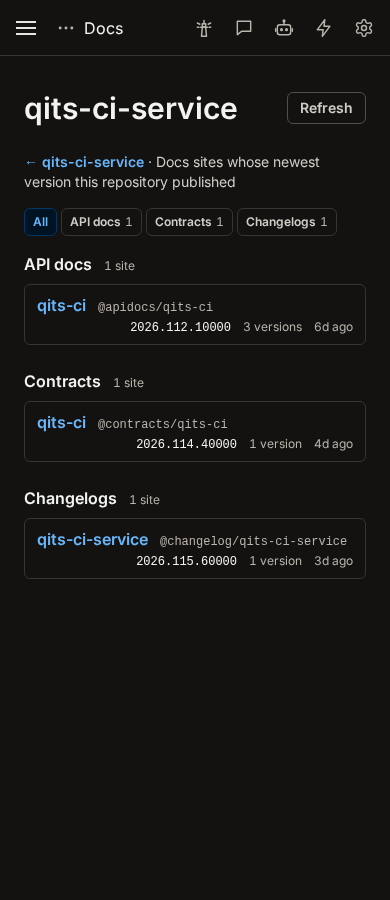 Docs
qits-ci-service
Refresh
← qits-ci-service · Docs sites whose newest
version this repository published
All
API docs 1
Contracts 1
Changelogs 1
API docs 1 site
qits-ci @apidocs/qits-ci
2026.112.10000 3 versions 6d ago
Contracts 1 site
qits-ci @contracts/qits-ci
2026.114.40000 1 version 4d ago
Changelogs 1 site
qits-ci-service @changelog/qits-ci-service
2026.115.60000 1 version 3d ago